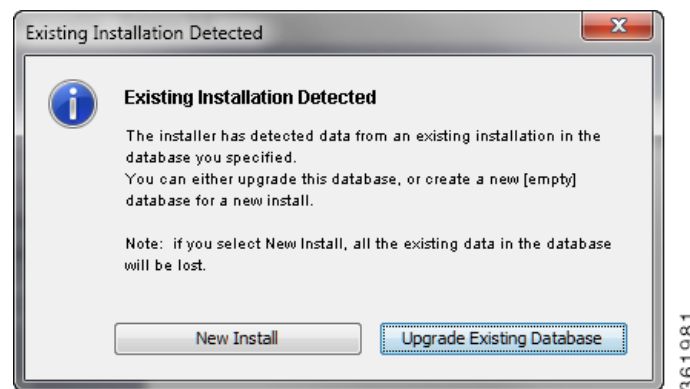 Existing Installation Detected
Existing Installation Detected
The installer has detected data from an existing installation in the
database you specified.
You can either upgrade this database, or create a new [empty]
database for a new install.
Note: if you select New Install, all the existing data in the database
will be lost.
New Install
Upgrade Existing Database
361981